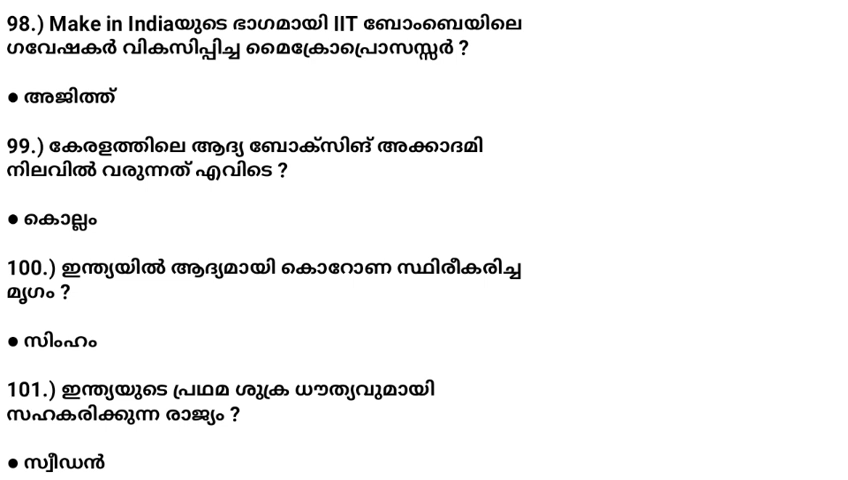 98.) Make in Indiaയുടെ ഭാഗമായി IIT ബോംബെയിലെ
ഗവേഷകർ വികസിപ്പിച്ച മൈക്രോപ്രൊസസ്സർ ?
● അജിത്ത്
99.) കേരളത്തിലെ ആദ്യ ബോക്സിങ് അക്കാദമി
നിലവിൽ വരുന്നത് എവിടെ ?
● കൊല്ലം
100.) ഇന്ത്യയിൽ ആദ്യമായി കൊറോണ സ്ഥിരീകരിച്ച
മൃഗം ?
● സിംഹം
101.) ഇന്ത്യയുടെ പ്രഥമ ശുക്ര ധൗത്യവുമായി
സഹകരിക്കുന്ന രാജ്യം ?
● സ്വീഡൻ